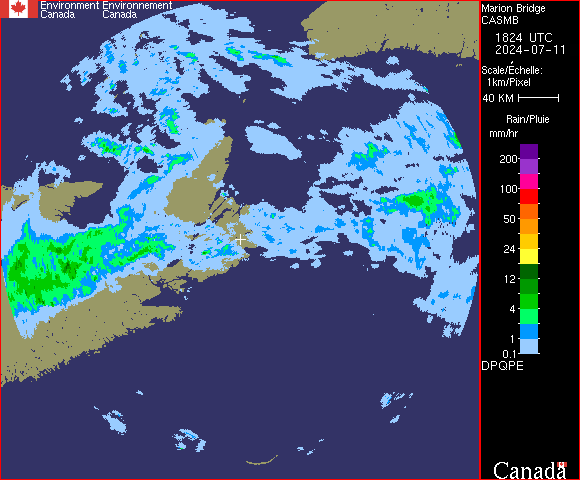 Environment Environnement
Canada Canada
Marion Bridge
CASMB
1824 UTC
2024-07-11
Scale/Echelle:
1km/Pixel
40 KM
Rain/Pluie
mm/hr
200
100
50
24
12
4
1
0.1
DPQPE
Canada